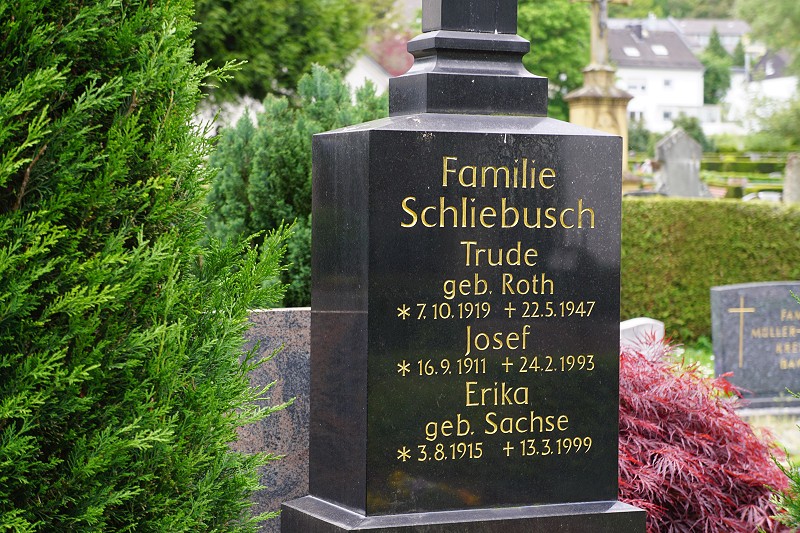 Familie
Schliebusch
Trude
geb. Roth
* 7.10.1919 + 22.5.1947
Josef
* 16.9.1911 + 24.2.1993
Erika
geb. Sachse
* 3.8.1915 + 13.3.1999